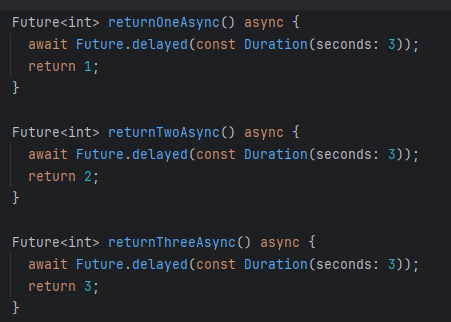 Future<int> returnOneAsync() async {
  await Future.delayed(const Duration(seconds: 3));
  return 1;
}

Future<int> returnTwoAsync() async {
  await Future.delayed(const Duration(seconds: 3));
  return 2;
}

Future<int> returnThreeAsync() async {
  await Future.delayed(const Duration(seconds: 3));
  return 3;
}